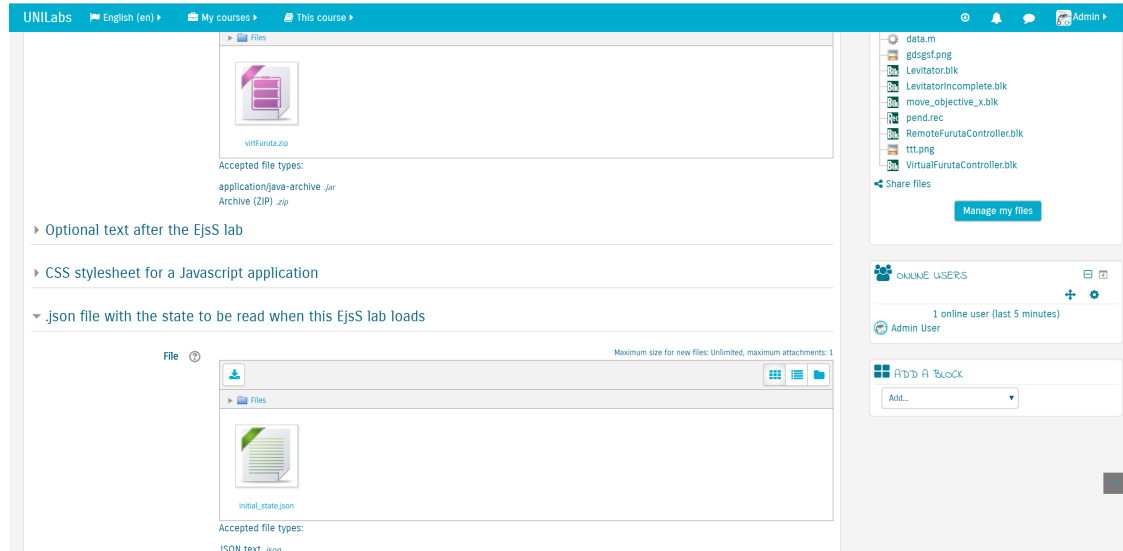 UNILabs English (en) My courses This course Admin
Files
virtFuruta.zip
Accepted file types:
application/java-archive .jar
Archive (ZIP) .zip
Optional text after the EjsS lab
CSS stylesheet for a Javascript application
.json file with the state to be read when this EjsS lab loads
File
Maximum size for new files: Unlimited, maximum attachments: 1
Files
initial_state.json
Accepted file types:
JSON text .json
data.m
gdsgsf.png
Levitator.blk
LevitatorIncomplete.blk
move_objective_x.blk
pend.rec
RemoteFurutaController.blk
ttt.png
VirtualFurutaController.blk
Share files
Manage my files
ONLINE USERS
1 online user (last 5 minutes)
Admin User
ADD A BLOCK
Add...